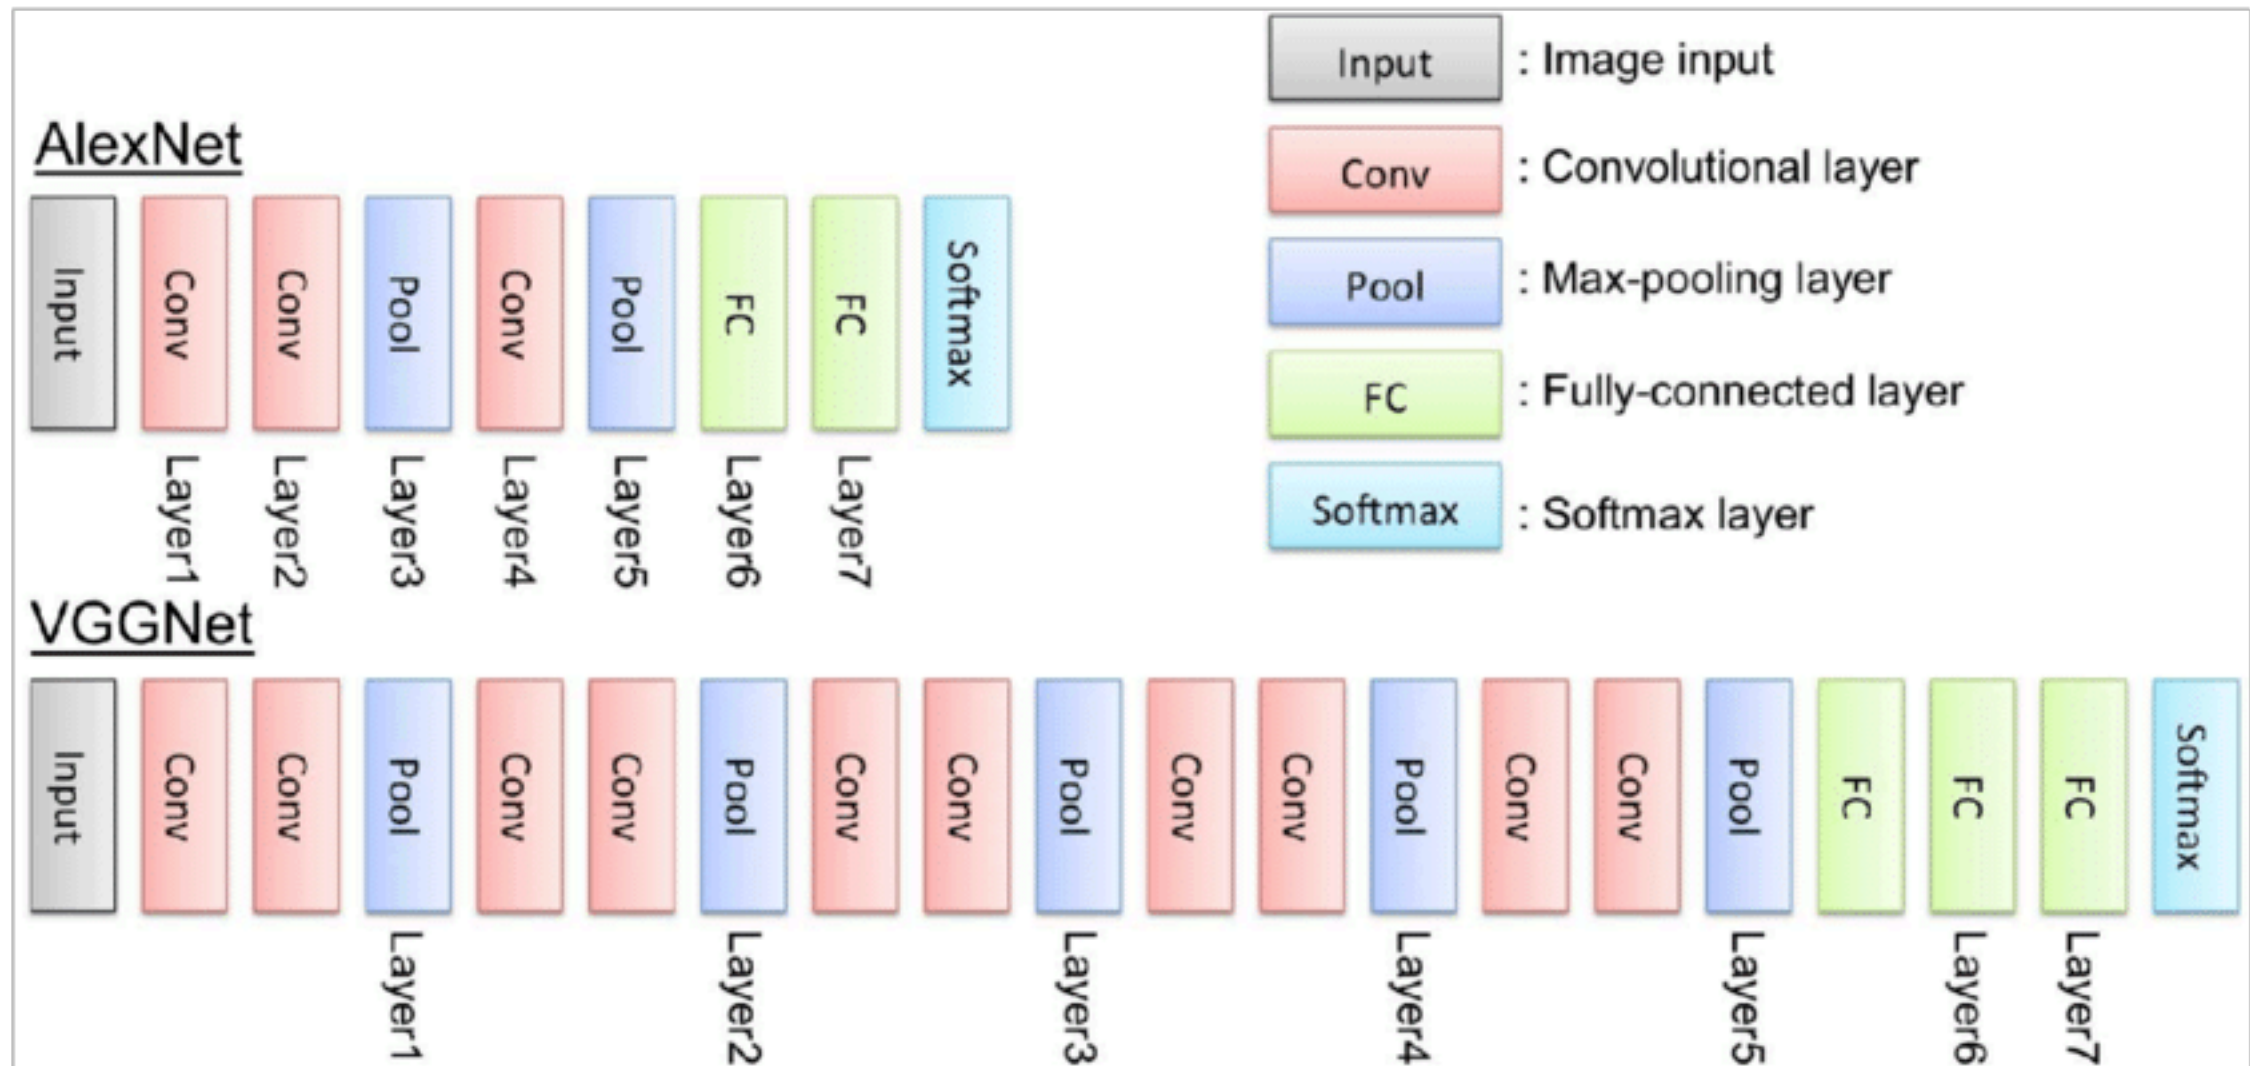 Input : Image input
Conv : Convolutional layer
Pool : Max-pooling layer
FC : Fully-connected layer
Softmax : Softmax layer
AlexNet
Input Conv Conv Pool Conv Pool FC FC Softmax
Layer1 Layer2 Layer3 Layer4 Layer5 Layer6 Layer7
VGGNet
Input Conv Conv Pool Conv Conv Pool Conv Conv Pool Conv Conv Pool Conv Conv Pool FC FC FC Softmax
Layer1 Layer2 Layer3 Layer4 Layer5 Layer6 Layer7